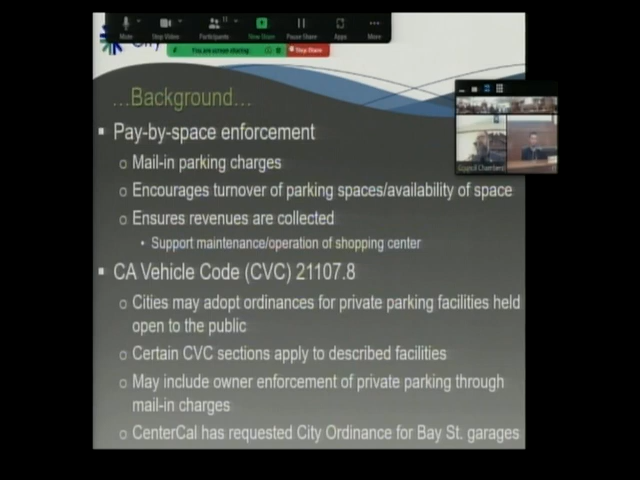 Mute
Stop Video
Participants
11
New Share
Pause Share
Apps
More
City
You are screen sharing
Stop Share
...Background...
▪ Pay-by-space enforcement
o Mail-in parking charges
o Encourages turnover of parking spaces/availability of space
o Ensures revenues are collected
• Support maintenance/operation of shopping center
▪ CA Vehicle Code (CVC) 21107.8
o Cities may adopt ordinances for private parking facilities held
open to the public
o Certain CVC sections apply to described facilities
o May include owner enforcement of private parking through
mail-in charges
o CenterCal has requested City Ordinance for Bay St. garages
Council Chambers